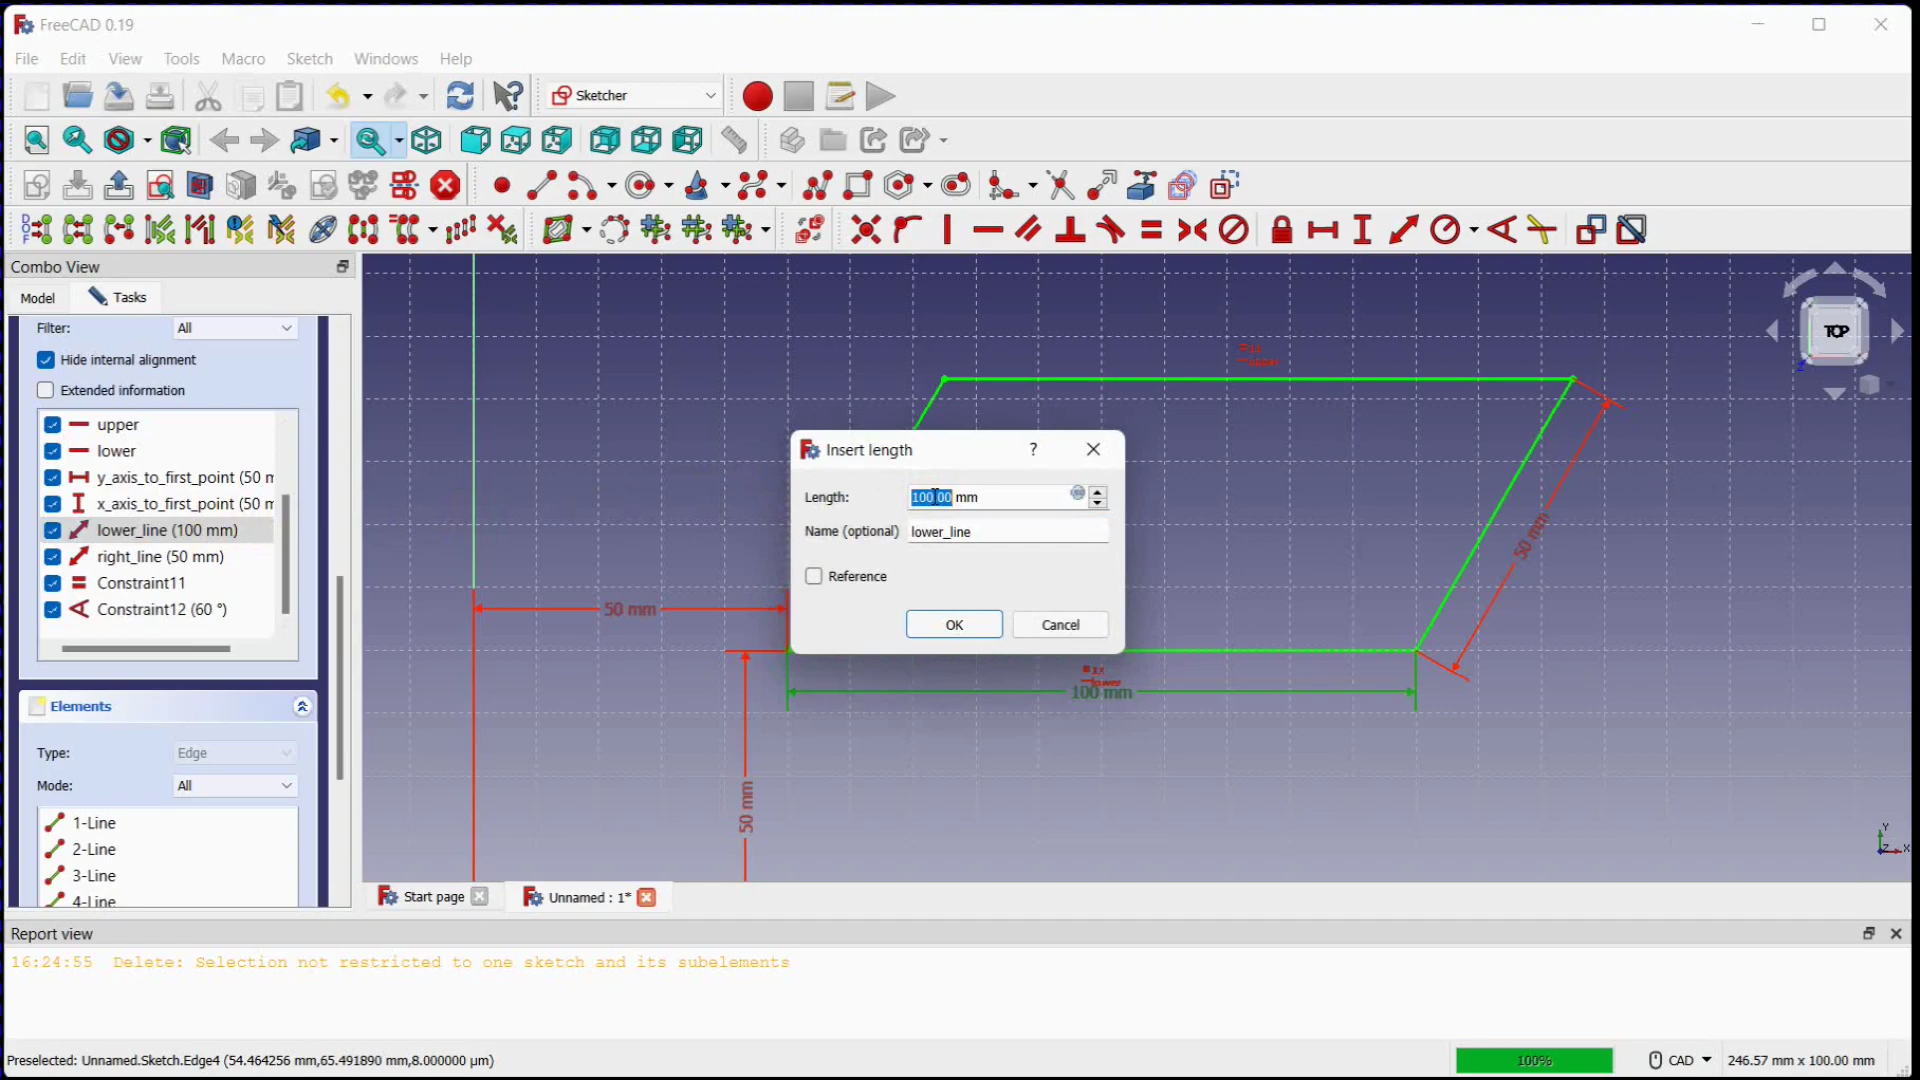 FreeCAD 0.19
File Edit View Tools Macro Sketch Windows Help
Sketcher
Combo View
Model Tasks
Filter: All
Hide internal alignment
Extended information
upper
lower
y_axis_to_first_point (50 m
x_axis_to_first_point (50 m
lower_line (100 mm)
right_line (50 mm)
Constraint11
Constraint12 (60 °)
Elements
Type: Edge
Mode: All
1-Line
2-Line
3-Line
4-Line
TOP
Z
upper
50 mm
Insert length ?
Length: 100.00 mm
Name (optional) lower_line
Reference
OK Cancel
50 mm
lower
100 mm
50 mm
Y
Z X
Start page Unnamed : 1*
Report view
16:24:55 Delete: Selection not restricted to one sketch and its subelements
Preselected: Unnamed.Sketch.Edge4 (54.464256 mm,65.491890 mm,8.000000 µm)
100% CAD 246.57 mm x 100.00 mm